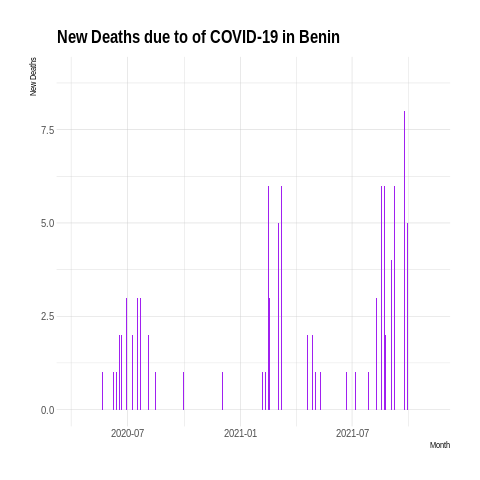 New Deaths due to of COVID-19 in Benin
New Deaths
7.5
5.0
2.5
0.0
2020-07 2021-01 2021-07
Month